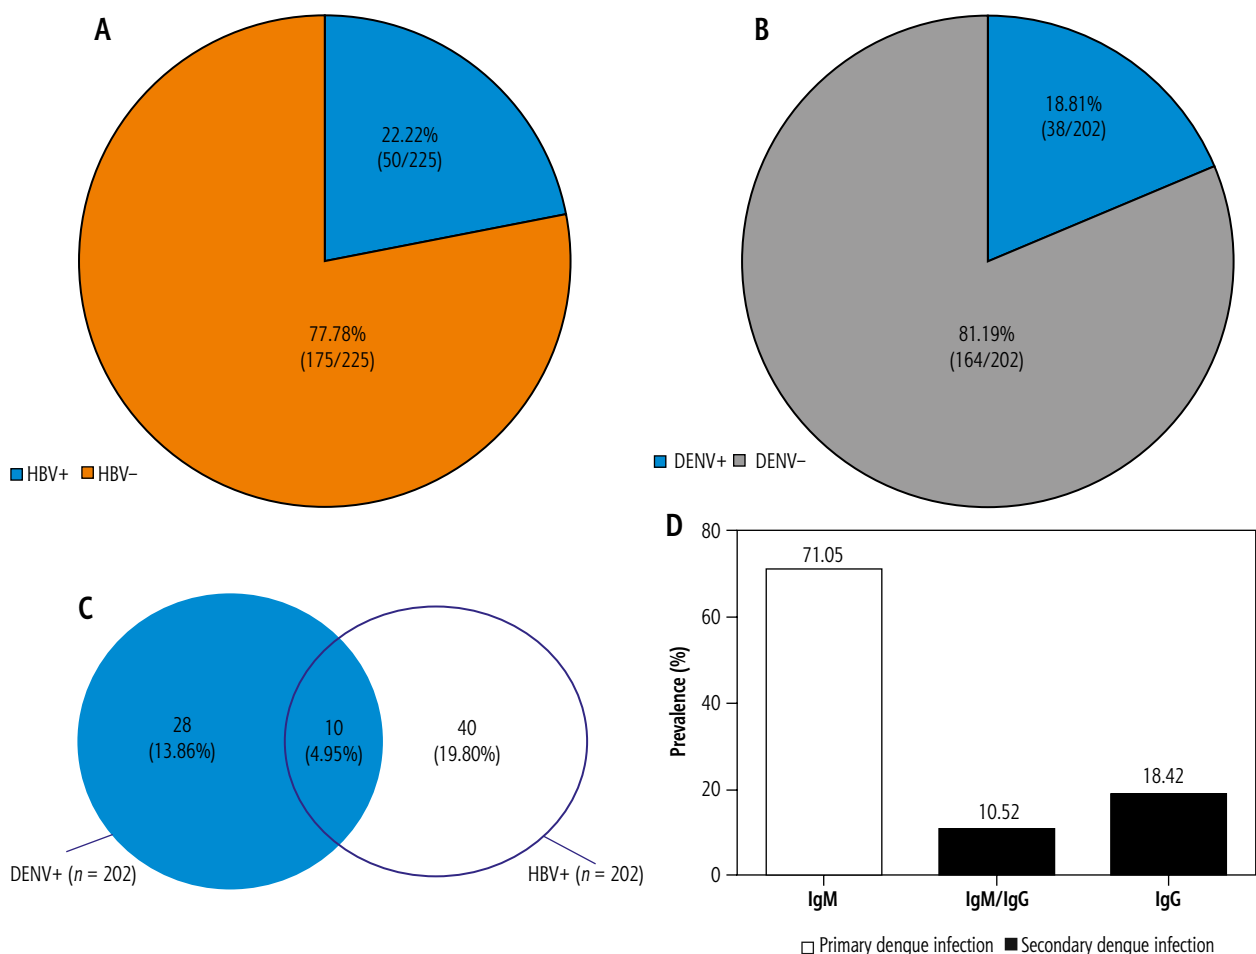 A
22.22%
(50/225)
77.78%
(175/225)
HBV+ HBV–
B
18.81%
(38/202)
81.19%
(164/202)
DENV+ DENV–
C
28
(13.86%)
10
(4.95%)
40
(19.80%)
DENV+ (n = 202)
HBV+ (n = 202)
D
Prevalence (%)
80
60
40
20
0
71.05
10.52
18.42
IgM
IgM/IgG
IgG
Primary dengue infection Secondary dengue infection